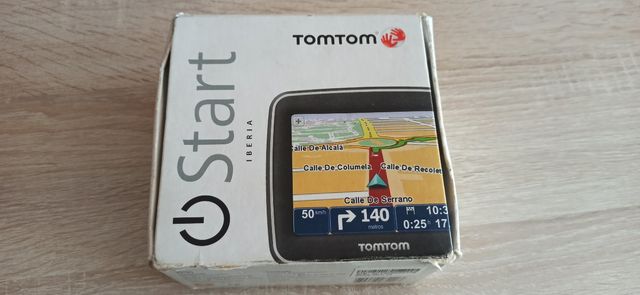 TOMTOM
Start
IBERIA
Calle De Alcala
Calle De Columela
Calle De Recolet
Calle De Serrano
50 km/h
140
metros
10:3
0:25 h
17
TOMTOM